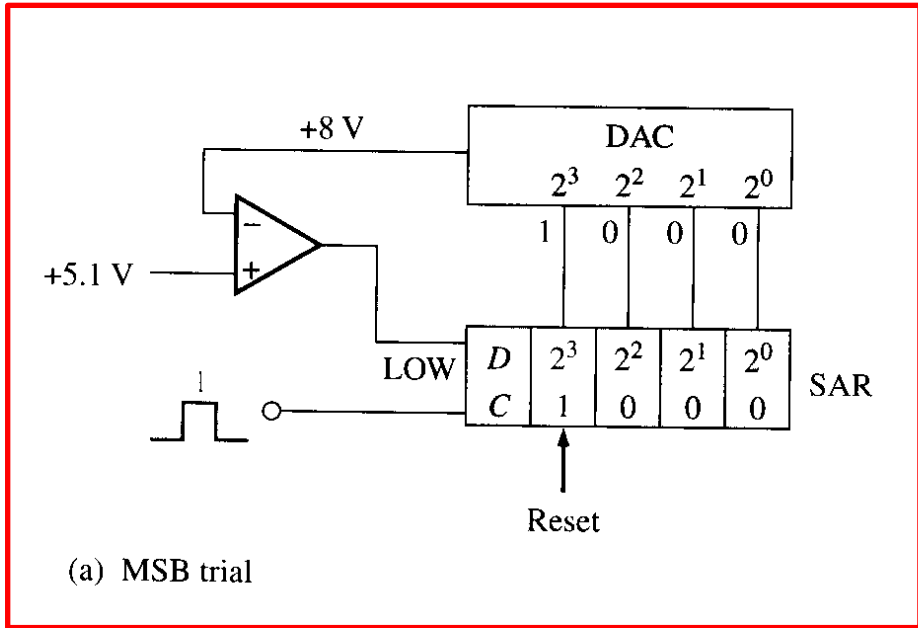 +8 V
DAC
2³ 2² 2¹ 2⁰
1 0 0 0
−
+
+5.1 V
LOW
D 2³ 2² 2¹ 2⁰
SAR
C 1 0 0 0
1
Reset
(a) MSB trial